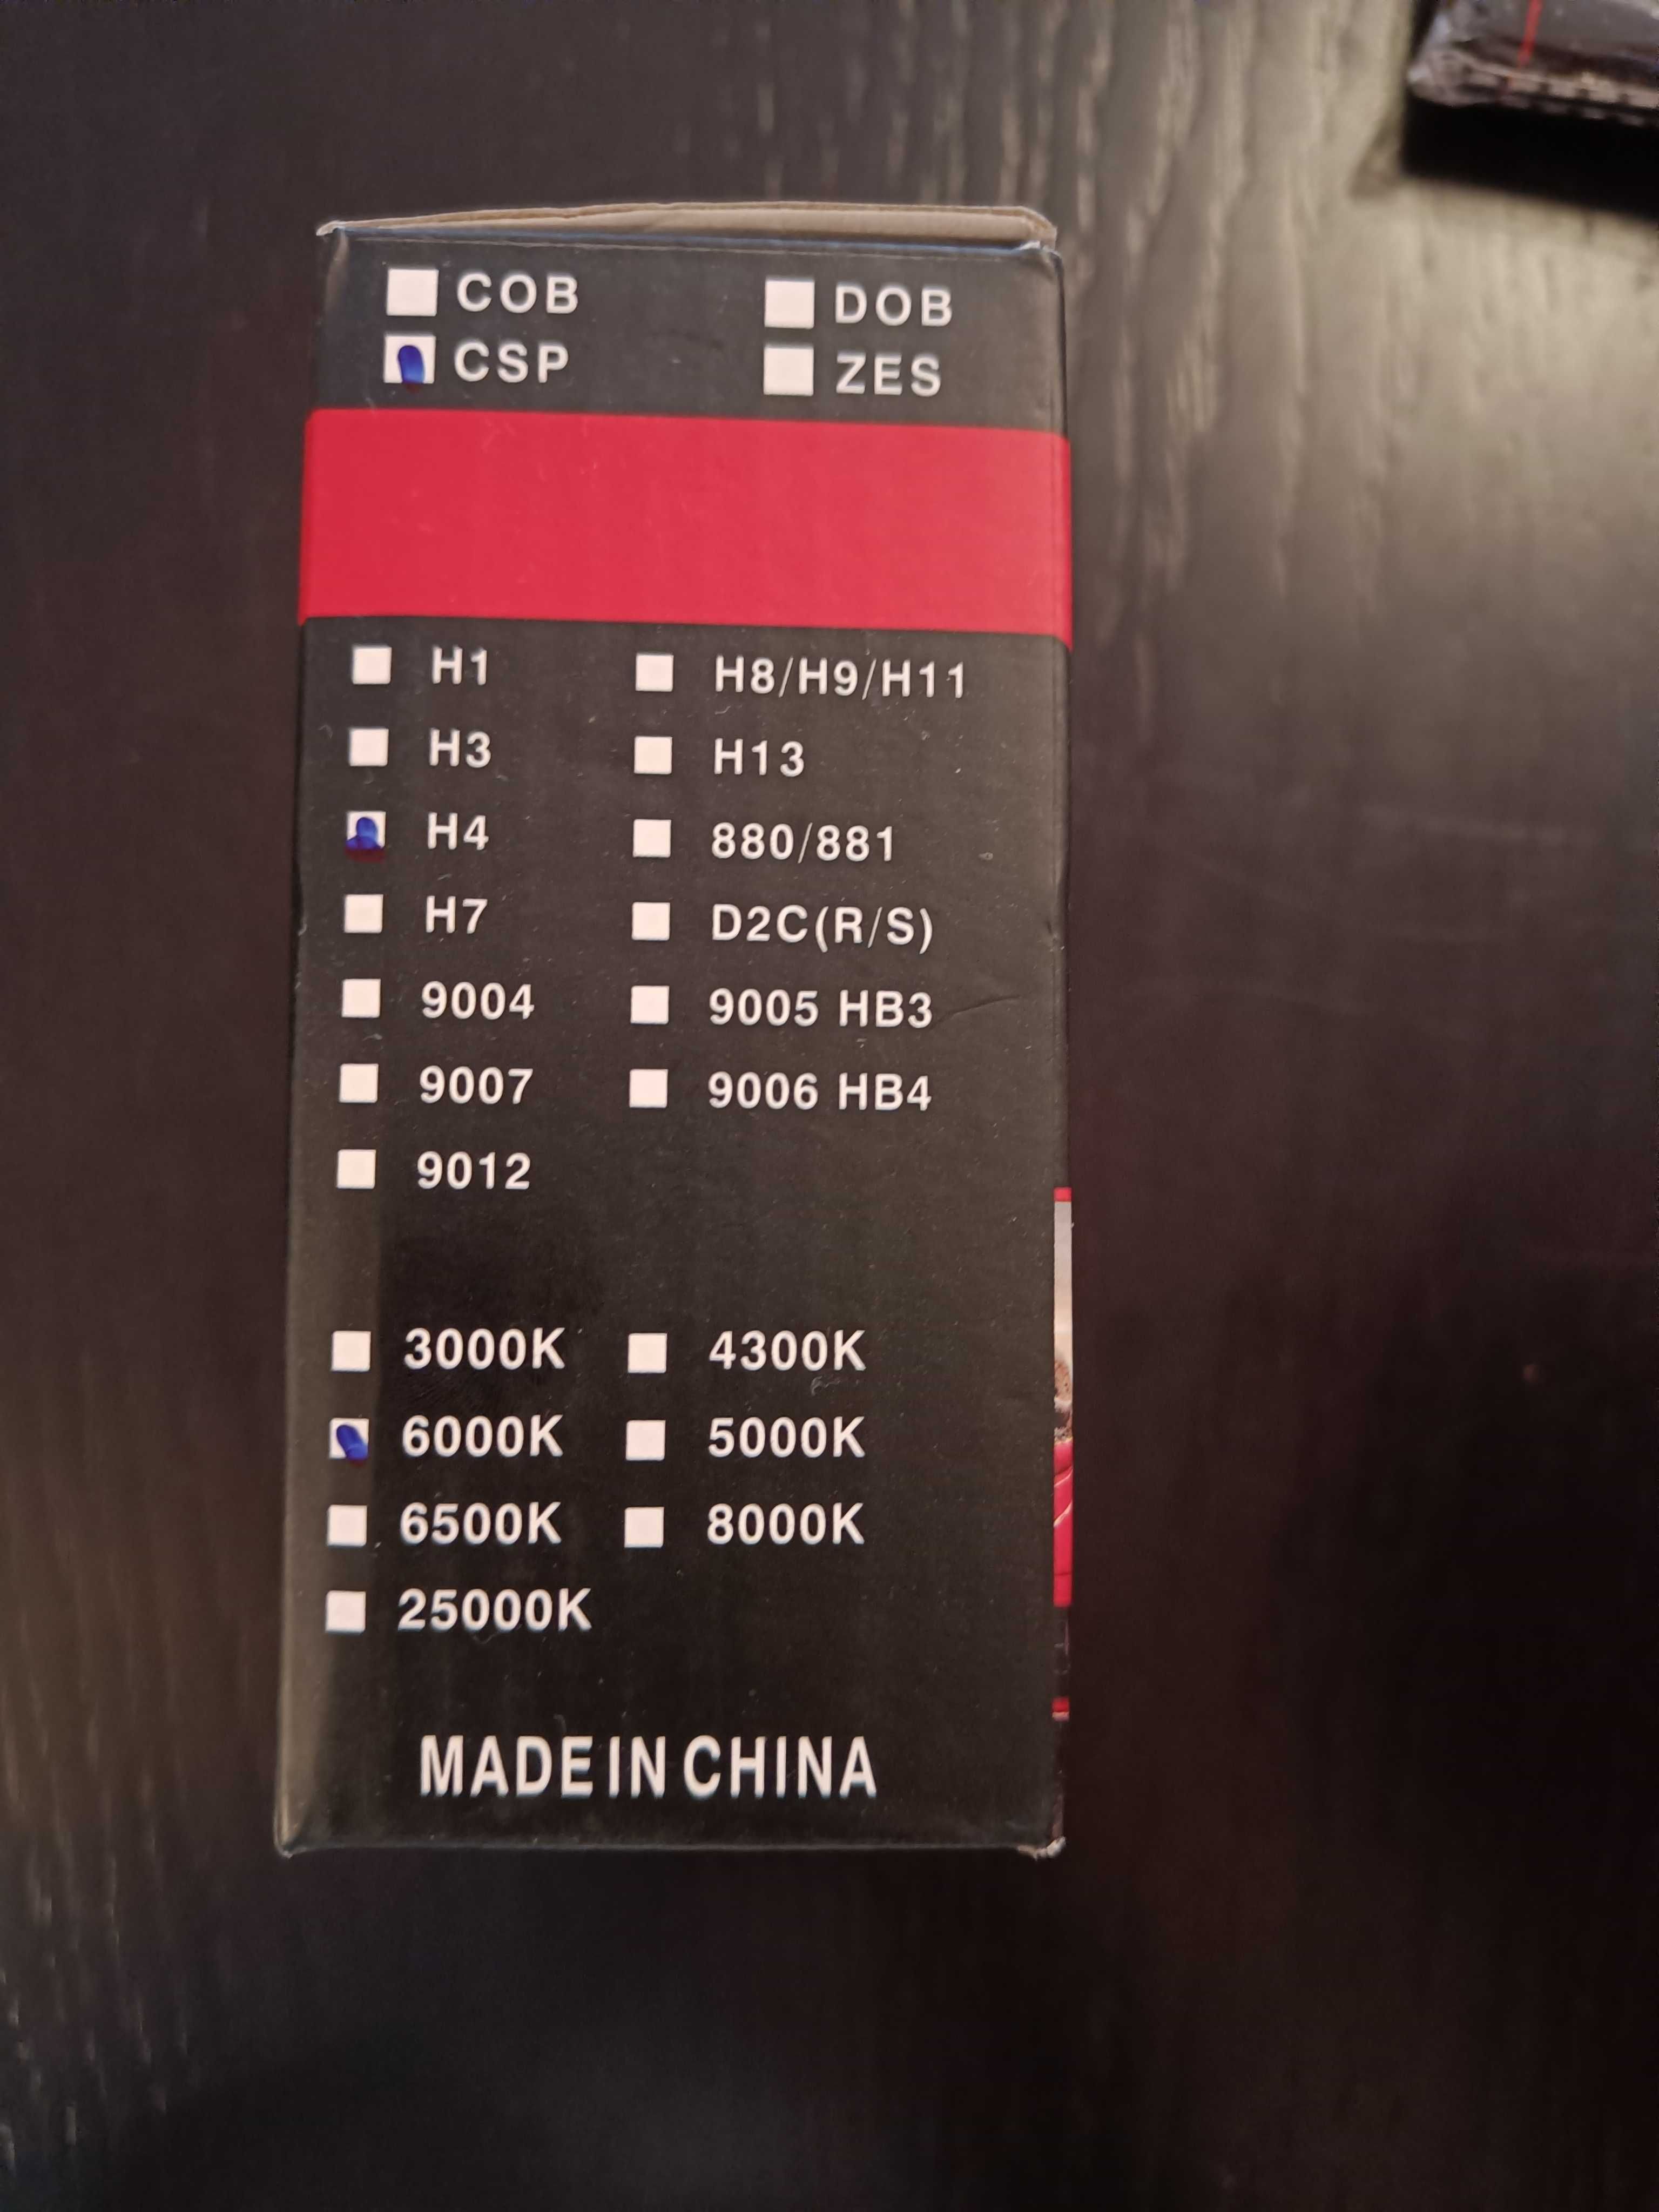 COB DOB
CSP ZES
H1 H8/H9/H11
H3 H13
H4 880/881
H7 D2C(R/S)
9004 9005 HB3
9007 9006 HB4
9012
3000K 4300K
6000K 5000K
6500K 8000K
25000K
MADE IN CHINA